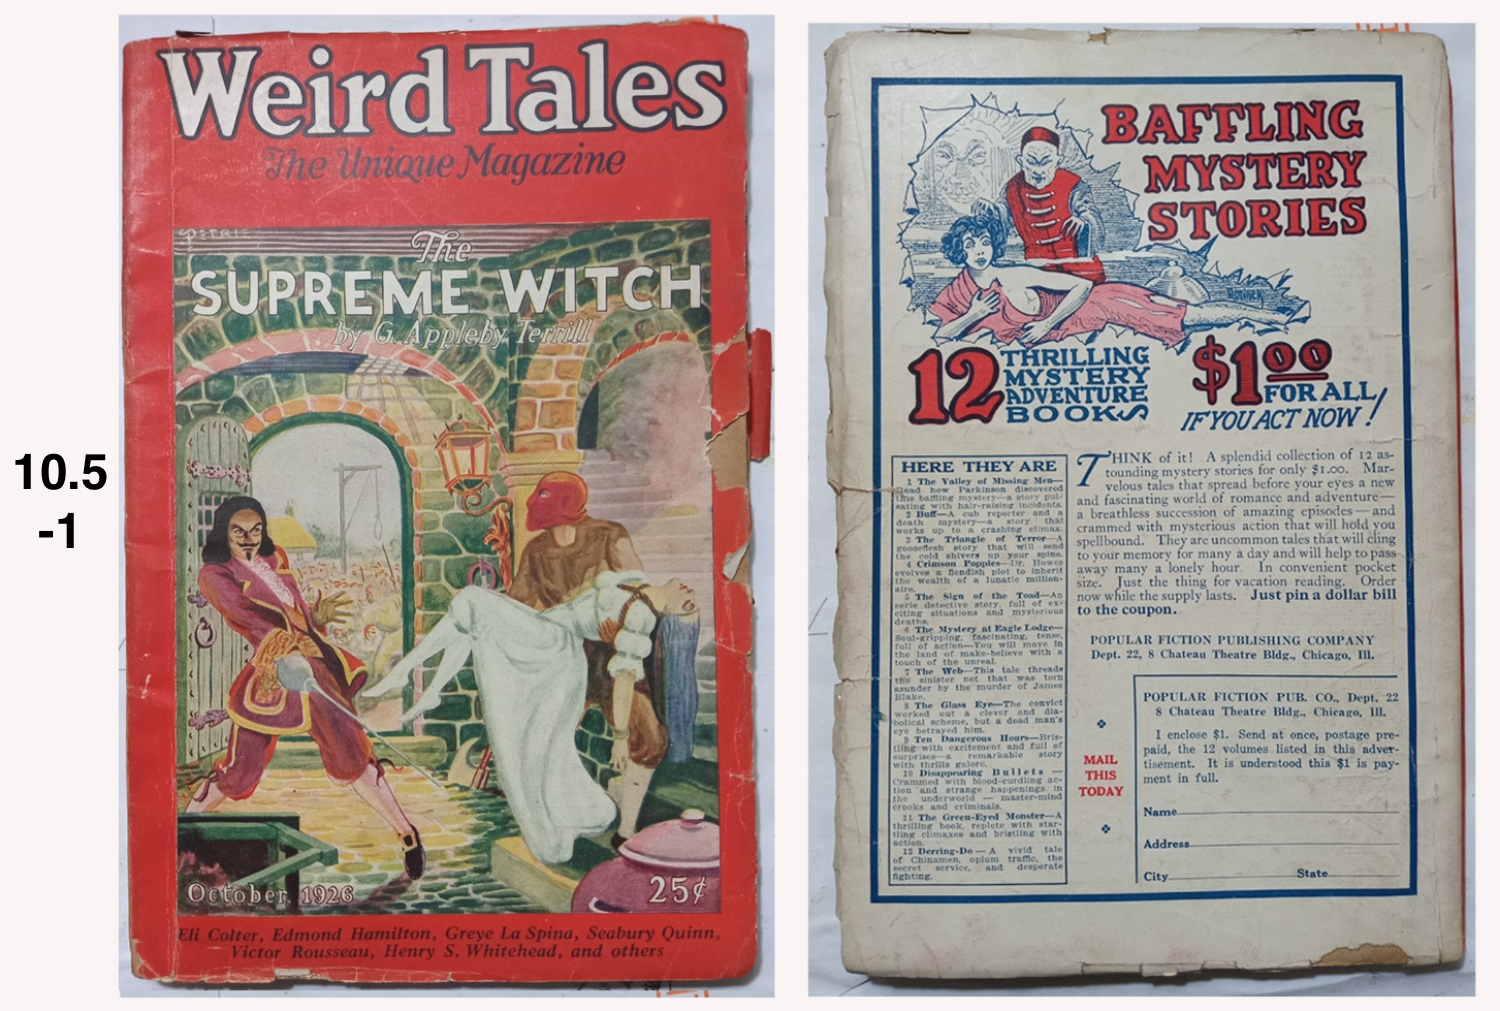 10.5
-1
Weird Tales
The Unique Magazine
PETRIE
The
SUPREME WITCH
by G. Appleby Terrill
October, 1926
25¢
Eli Colter, Edmond Hamilton, Greye La Spina, Seabury Quinn,
Victor Rousseau, Henry S. Whitehead, and others
BAFFLING
MYSTERY
STORIES
12
THRILLING
MYSTERY
ADVENTURE
BOOKS
$1.00
FOR ALL
IF YOU ACT NOW!
HERE THEY ARE
1 The Valley of Missing Men—
Read how Parkinson discovered
this baffling mystery—a story pul-
sating with hair-raising incidents.
2 Buff—A cub reporter and a
death mystery—a story that
works up to a crashing climax.
3 The Triangle of Terror—A
gooseflesh story that will send
the cold shivers up your spine.
4 Crimson Poppies—Dr. Howes
evolves a fiendish plot to inherit
the wealth of a lunatic million-
aire.
5 The Sign of the Toad—An
eerie detective story, full of ex-
citing situations and mysterious
deaths.
6 The Mystery at Eagle Lodge—
Soul-gripping, fascinating, tense,
full of action—You will move in
the land of make-believe with a
touch of the unreal.
7 The Web—This tale threads
the sinister net that was torn
asunder by the murder of James
Blake.
8 The Glass Eye—The convict
worked out a clever and dia-
bolical scheme, but a dead man's
eye betrayed him.
9 Ten Dangerous Hours—Bris-
tling with excitement and full of
surprises—a remarkable story
with thrills galore.
10 Disappearing Bullets—
Crammed with blood-curdling ac-
tion and strange happenings in
the underworld — master-mind
crooks and criminals.
11 The Green-Eyed Monster—A
thrilling book, replete with star-
tling climaxes and bristling with
action.
12 Derring-Do—A vivid tale
of Chinamen, opium traffic, the
secret service, and desperate
fighting.
THINK of it! A splendid collection of 12 as-
tounding mystery stories for only $1.00. Mar-
velous tales that spread before your eyes a new
and fascinating world of romance and adventure—
a breathless succession of amazing episodes—and
crammed with mysterious action that will hold you
spellbound. They are uncommon tales that will cling
to your memory for many a day and will help to pass
away many a lonely hour. In convenient pocket
size. Just the thing for vacation reading. Order
now while the supply lasts. Just pin a dollar bill
to the coupon.
POPULAR FICTION PUBLISHING COMPANY
Dept. 22, 8 Chateau Theatre Bldg., Chicago, Ill.
MAIL
THIS
TODAY
POPULAR FICTION PUB. CO., Dept. 22
8 Chateau Theatre Bldg., Chicago, Ill.
I enclose $1. Send at once, postage pre-
paid, the 12 volumes listed in this adver-
tisement. It is understood this $1 is pay-
ment in full.
Name
Address
City State